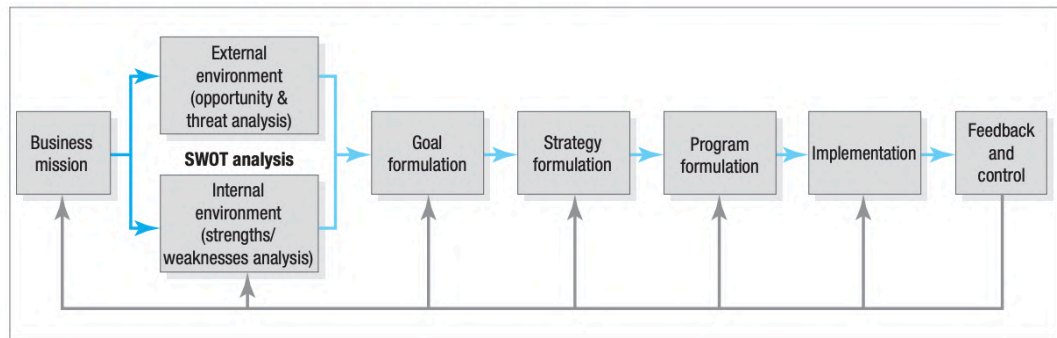 Business
mission
External
environment
(opportunity &
threat analysis)
SWOT analysis
Internal
environment
(strengths/
weaknesses analysis)
Goal
formulation
Strategy
formulation
Program
formulation
Implementation
Feedback
and
control